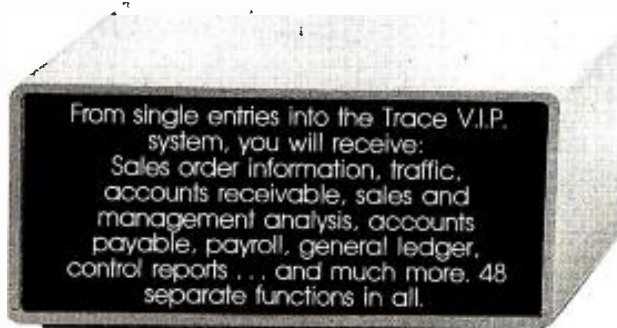 From single entries into the Trace V.I.P.
system, you will receive:
Sales order information, traffic,
accounts receivable, sales and
management analysis, accounts
payable, payroll, general ledger,
control reports . . . and much more. 48
separate functions in all.